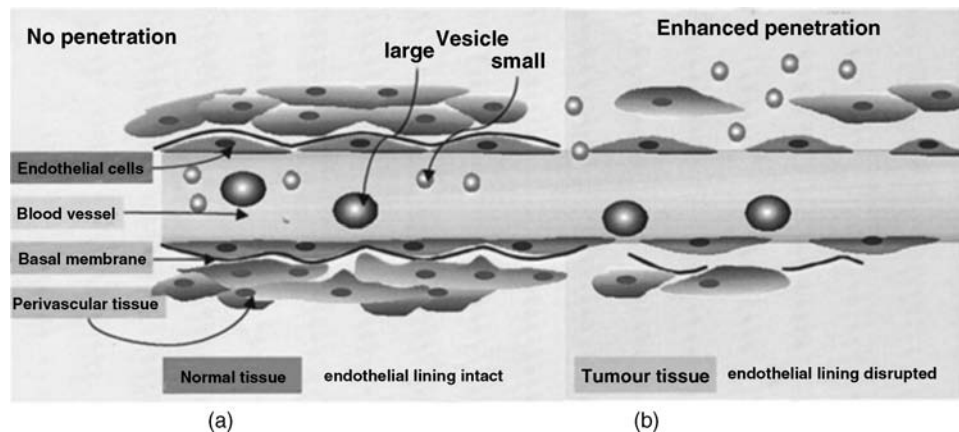 No penetration
Vesicle
large
small
Enhanced penetration
Endothelial cells
Blood vessel
Basal membrane
Perivascular tissue
Normal tissue
endothelial lining intact
Tumour tissue
endothelial lining disrupted
(a)
(b)